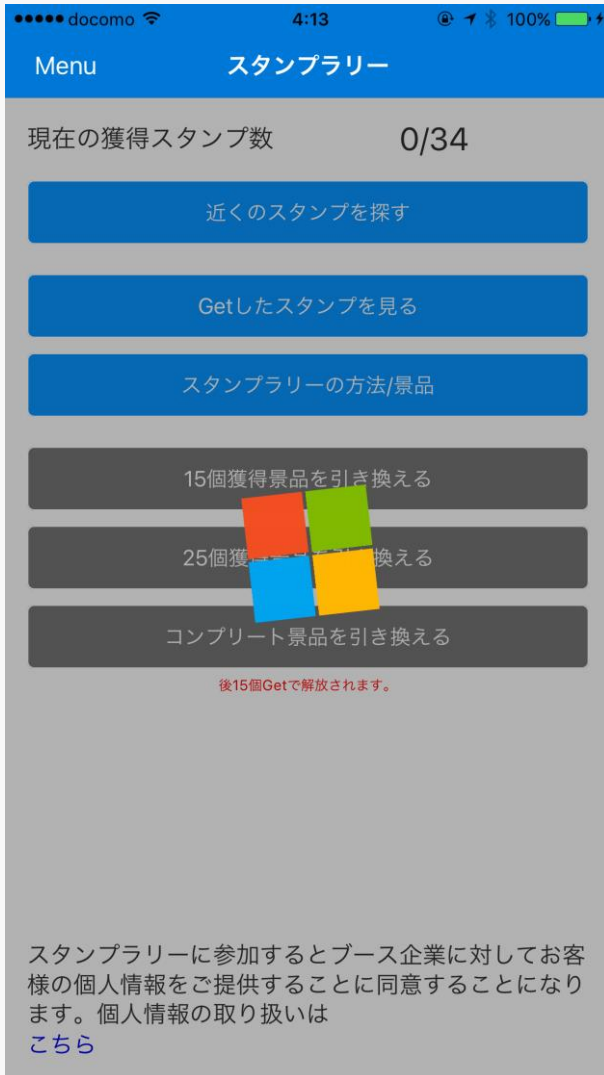 docomo 4:13 100%
Menu スタンプラリー
現在の獲得スタンプ数 0/34
近くのスタンプを探す
Getしたスタンプを見る
スタンプラリーの方法/景品
15個獲得景品を引き換える
25個獲 換える
コンプリート景品を引き換える
後15個Getで解放されます。
スタンプラリーに参加するとブース企業に対してお客
様の個人情報をご提供することに同意することになり
ます。個人情報の取り扱いは
こちら